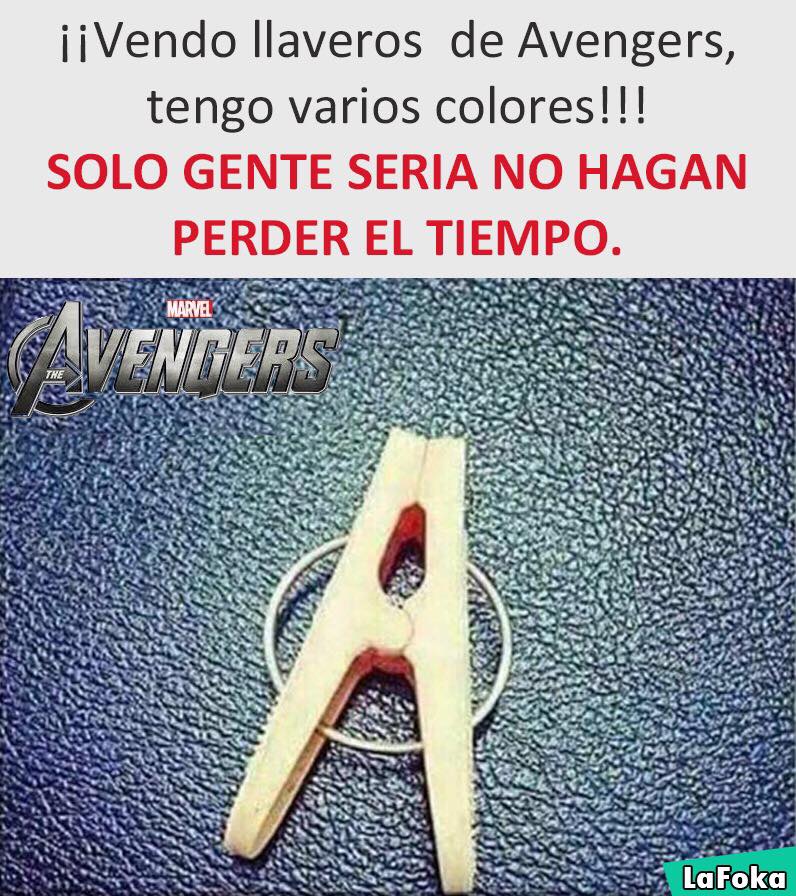 ¡¡Vendo llaveros de Avengers,
tengo varios colores!!!
SOLO GENTE SERIA NO HAGAN
PERDER EL TIEMPO.
MARVEL
THE AVENGERS
LaFoka